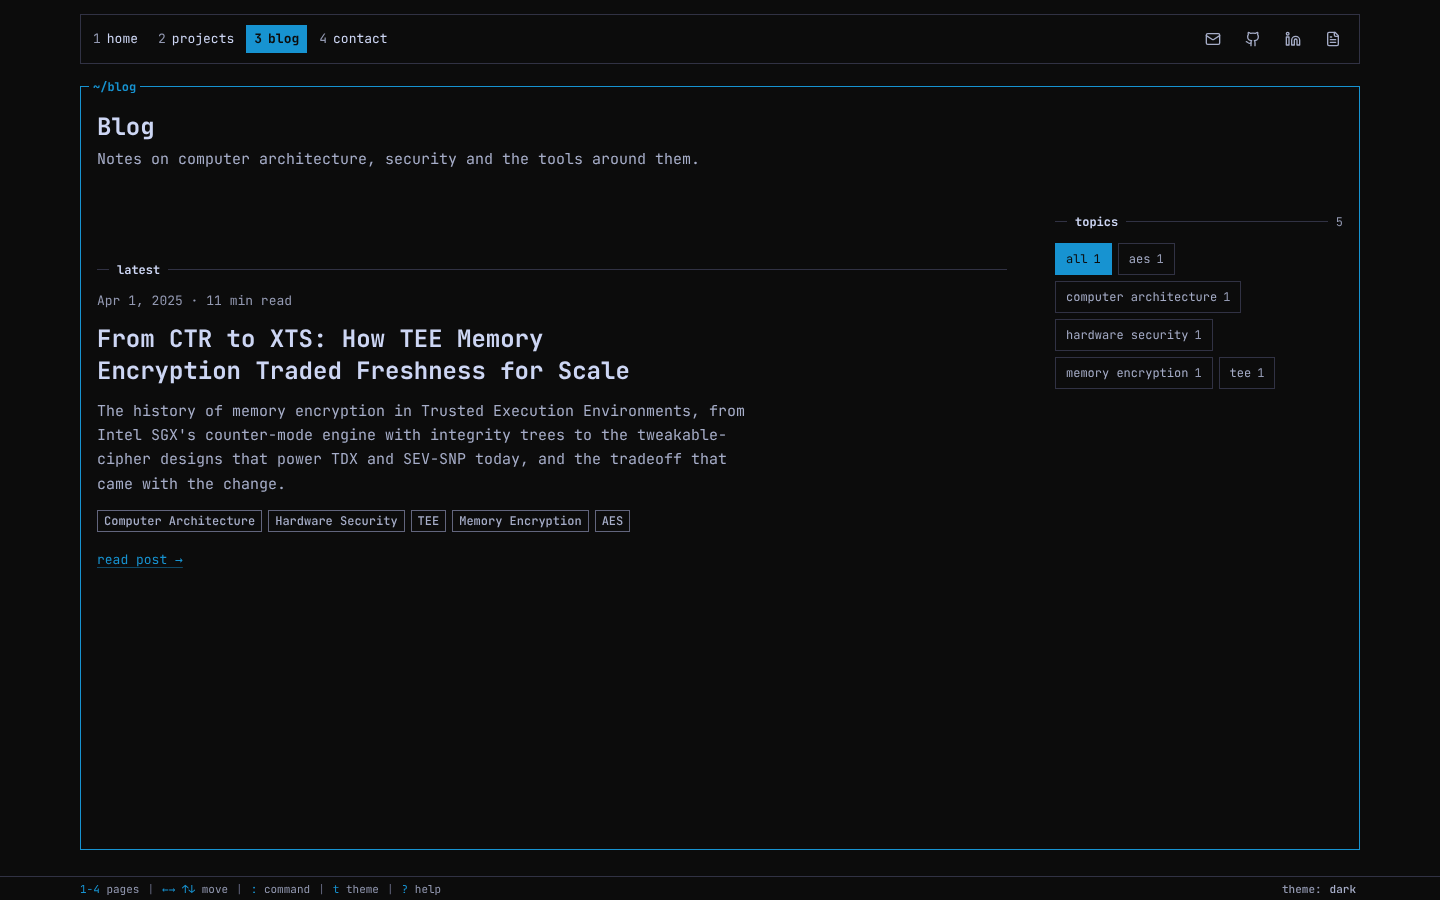 1 home 2 projects 3 blog 4 contact
~/blog
Blog
Notes on computer architecture, security and the tools around them.
latest
Apr 1, 2025 · 11 min read
From CTR to XTS: How TEE Memory
Encryption Traded Freshness for Scale
The history of memory encryption in Trusted Execution Environments, from
Intel SGX's counter-mode engine with integrity trees to the tweakable-
cipher designs that power TDX and SEV-SNP today, and the tradeoff that
came with the change.
Computer Architecture Hardware Security TEE Memory Encryption AES
read post →
topics 5
all 1 aes 1
computer architecture 1
hardware security 1
memory encryption 1 tee 1
1-4 pages | ←→ ↑↓ move | : command | t theme | ? help
theme: dark